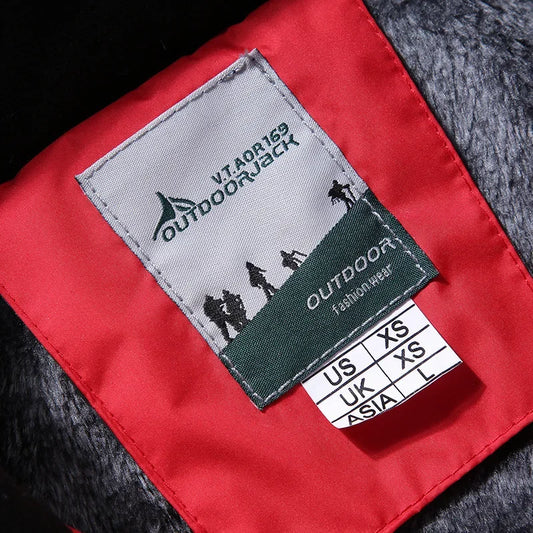 V.T.AOR169
OUTDOORJACK
OUTDOOR
fashion.wear
US XS
UK XS
ASIA L